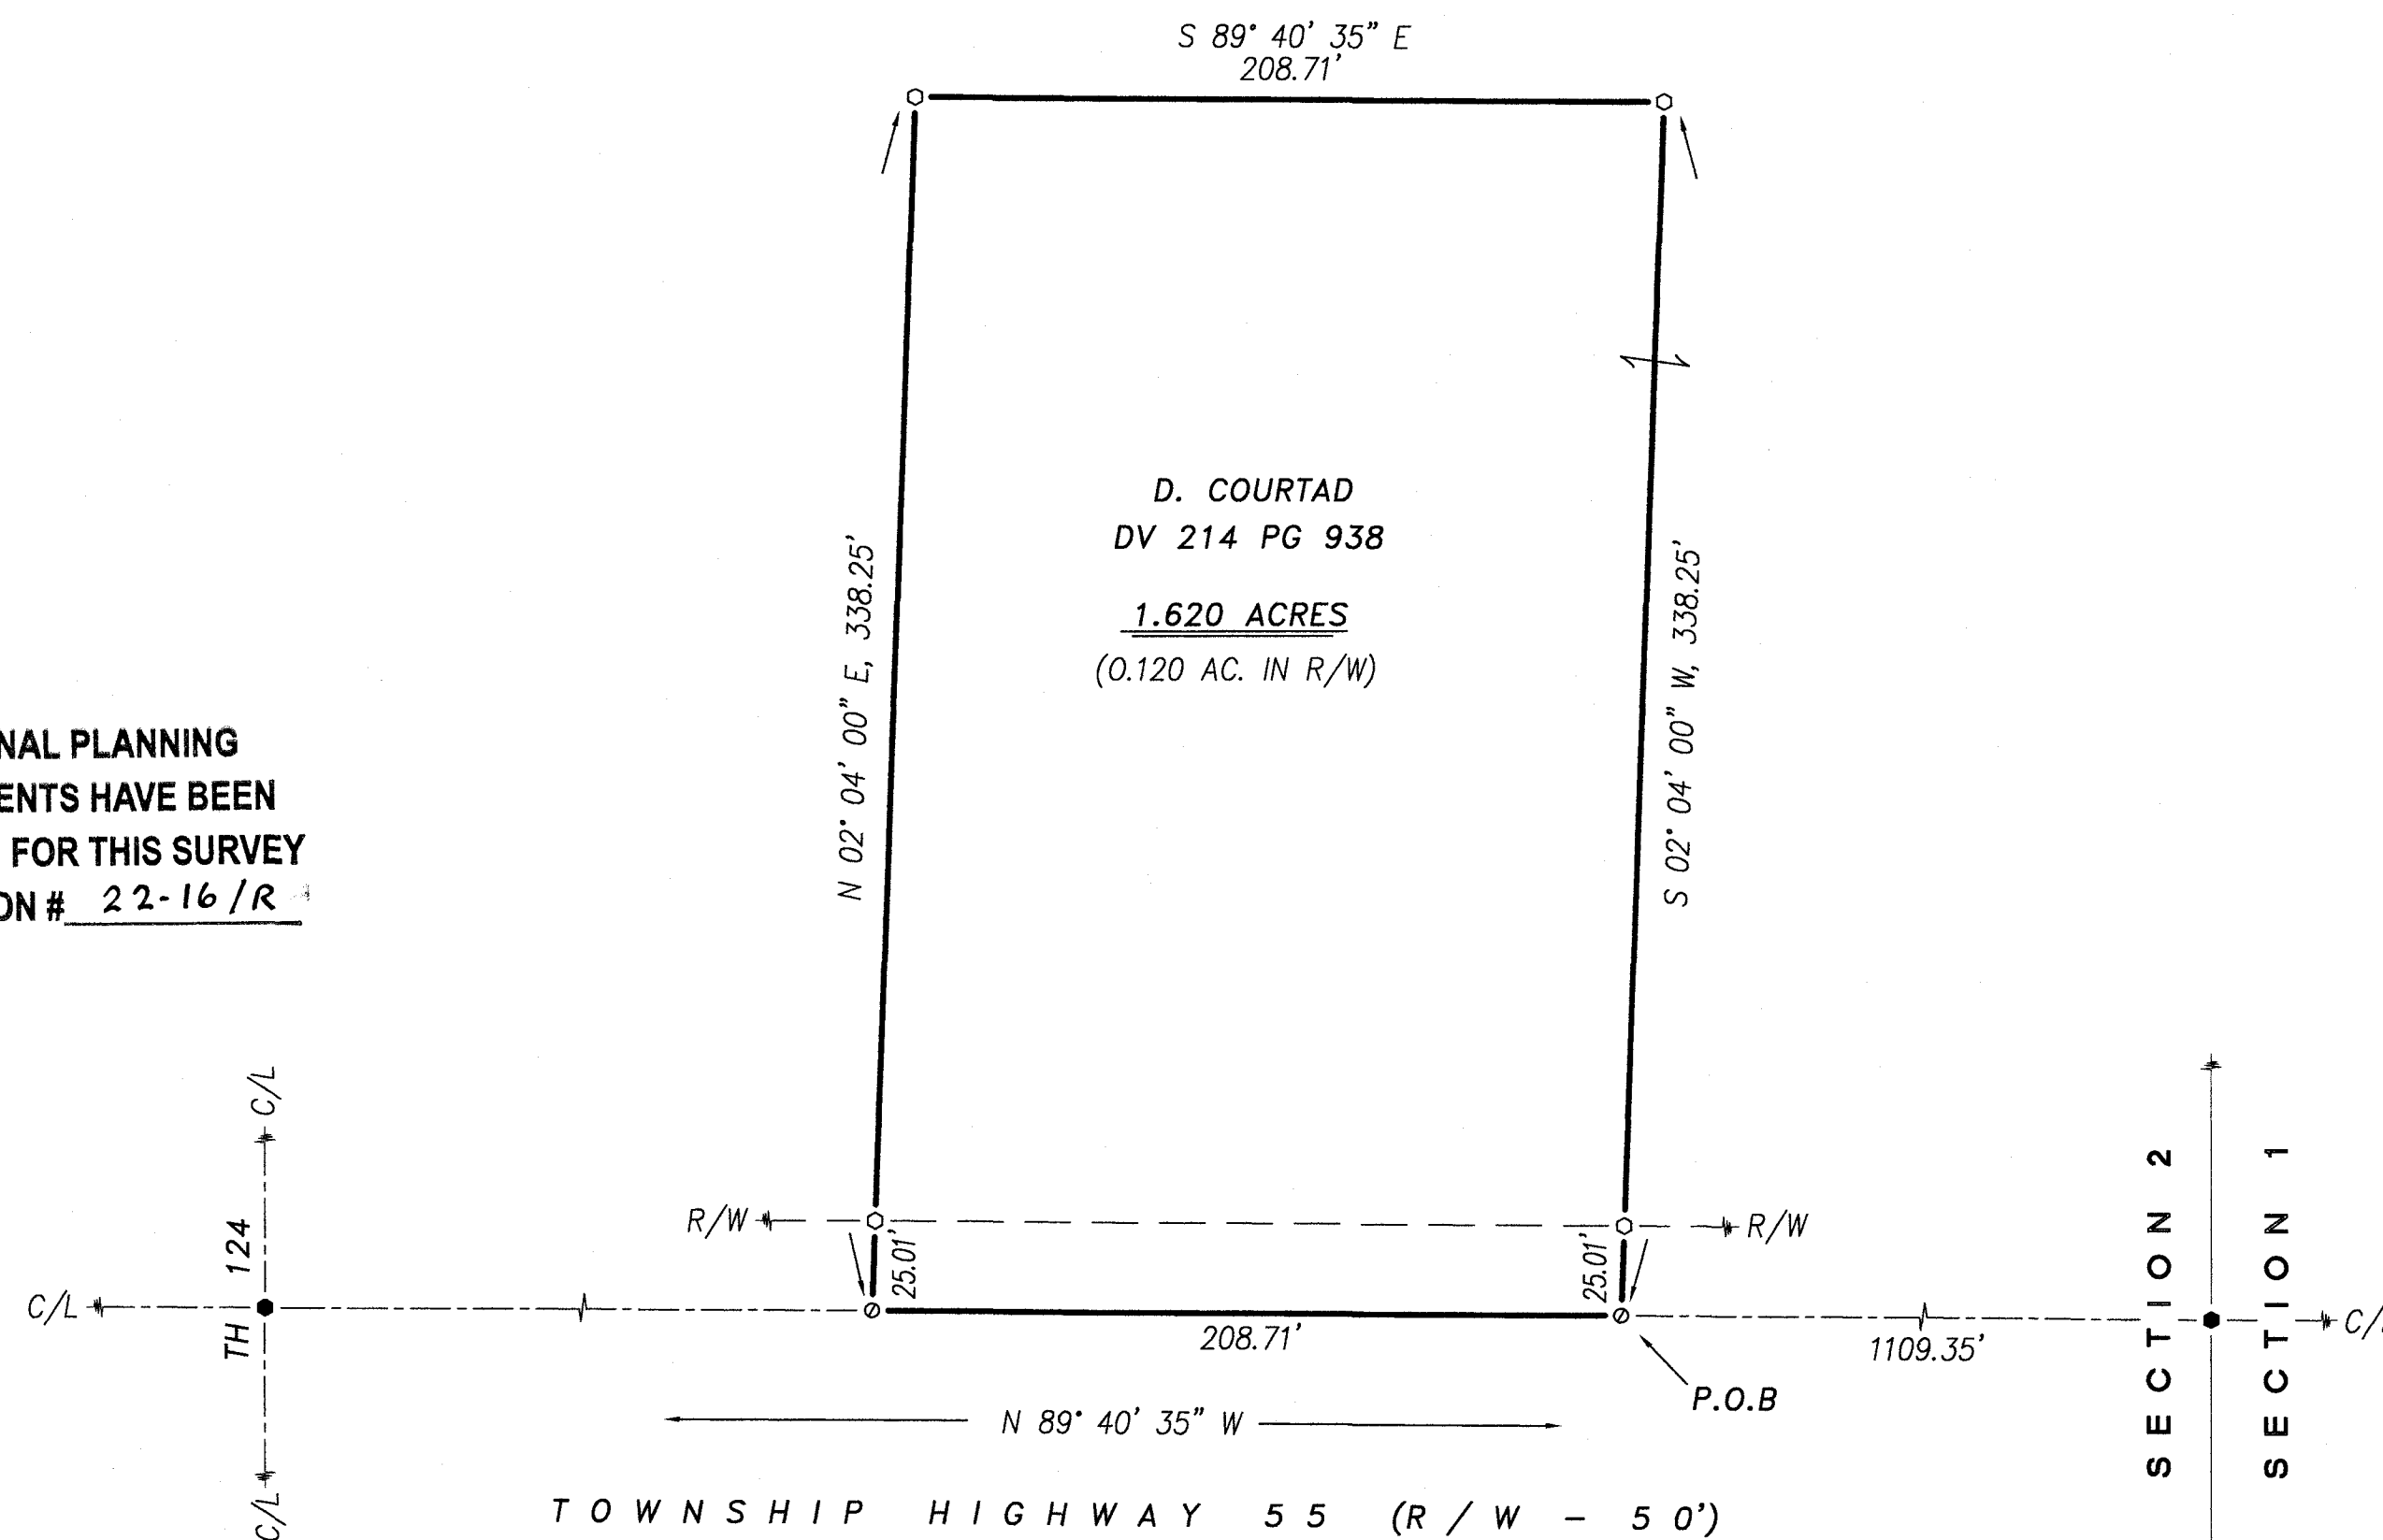 S 89° 40' 35" E
208.71'
N 02° 04' 00" E, 338.25'
S 02° 04' 00" W, 338.25'
D. COURTAD
DV 214 PG 938
1.620 ACRES
(0.120 AC. IN R/W)
NAL PLANNING
ENTS HAVE BEEN
FOR THIS SURVEY
ON # 22-16/R
C/L
TH 124
C/L
C/L
R/W
R/W
25.01'
25.01'
208.71'
1109.35'
P.O.B
N 89° 40' 35" W
SECTION 2
SECTION 1
C/
TOWNSHIP HIGHWAY 55 (R/W - 50')